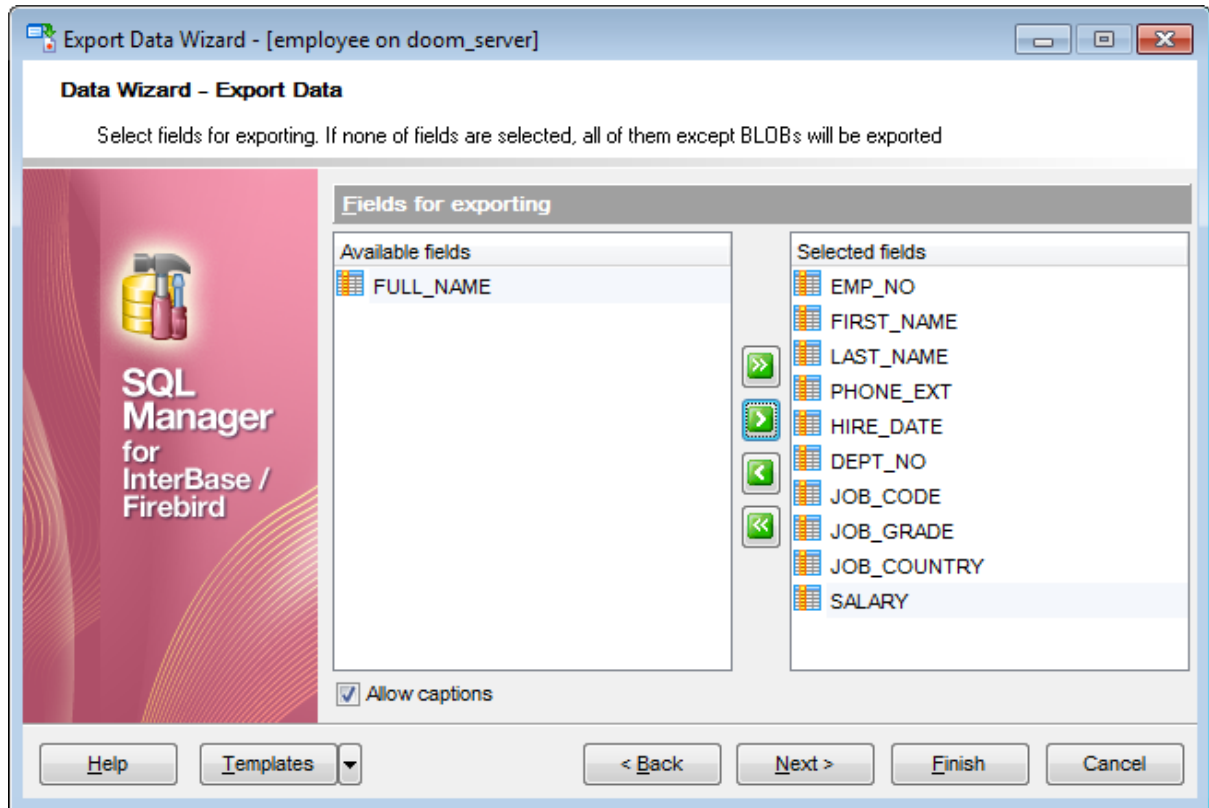 Export Data Wizard - [employee on doom_server]
Data Wizard - Export Data
Select fields for exporting. If none of fields are selected, all of them except BLOBs will be exported
SQL
Manager
for
InterBase /
Firebird
Fields for exporting
Available fields
FULL_NAME
Selected fields
EMP_NO
FIRST_NAME
LAST_NAME
PHONE_EXT
HIRE_DATE
DEPT_NO
JOB_CODE
JOB_GRADE
JOB_COUNTRY
SALARY
Allow captions
Help
Templates
< Back
Next >
Finish
Cancel